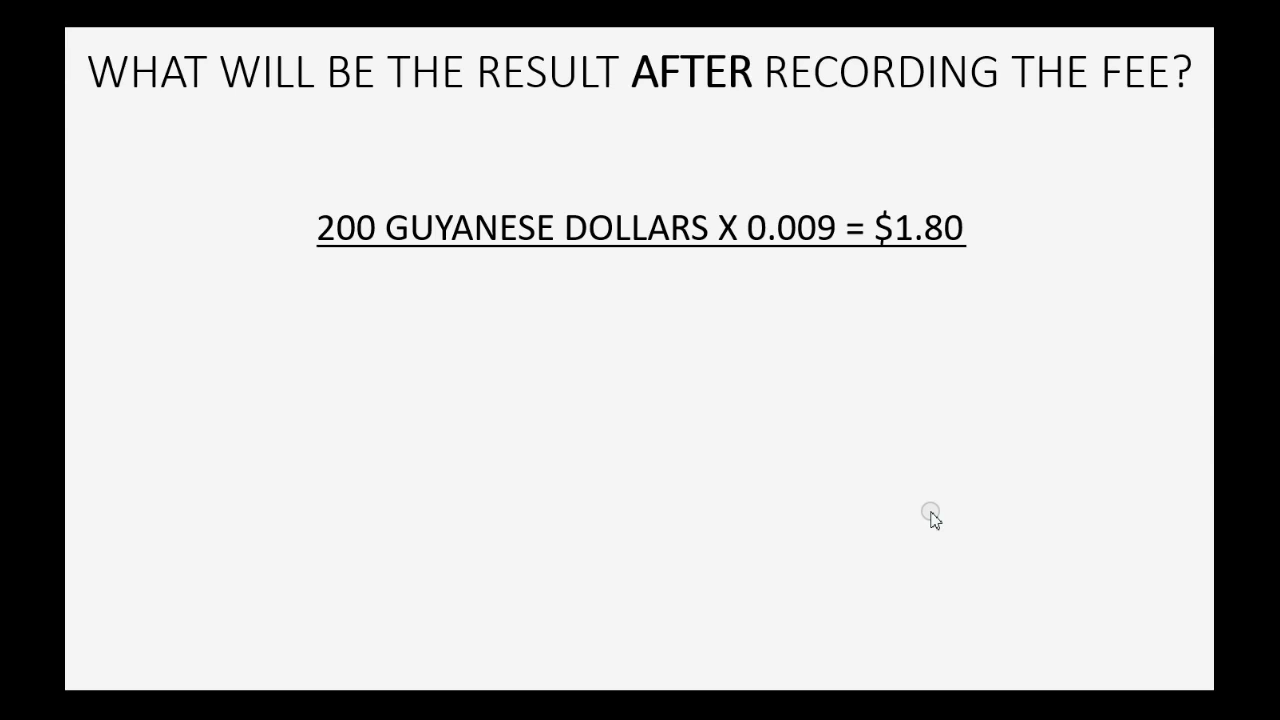 WHAT WILL BE THE RESULT AFTER RECORDING THE FEE?
200 GUYANESE DOLLARS X 0.009 = $1.80